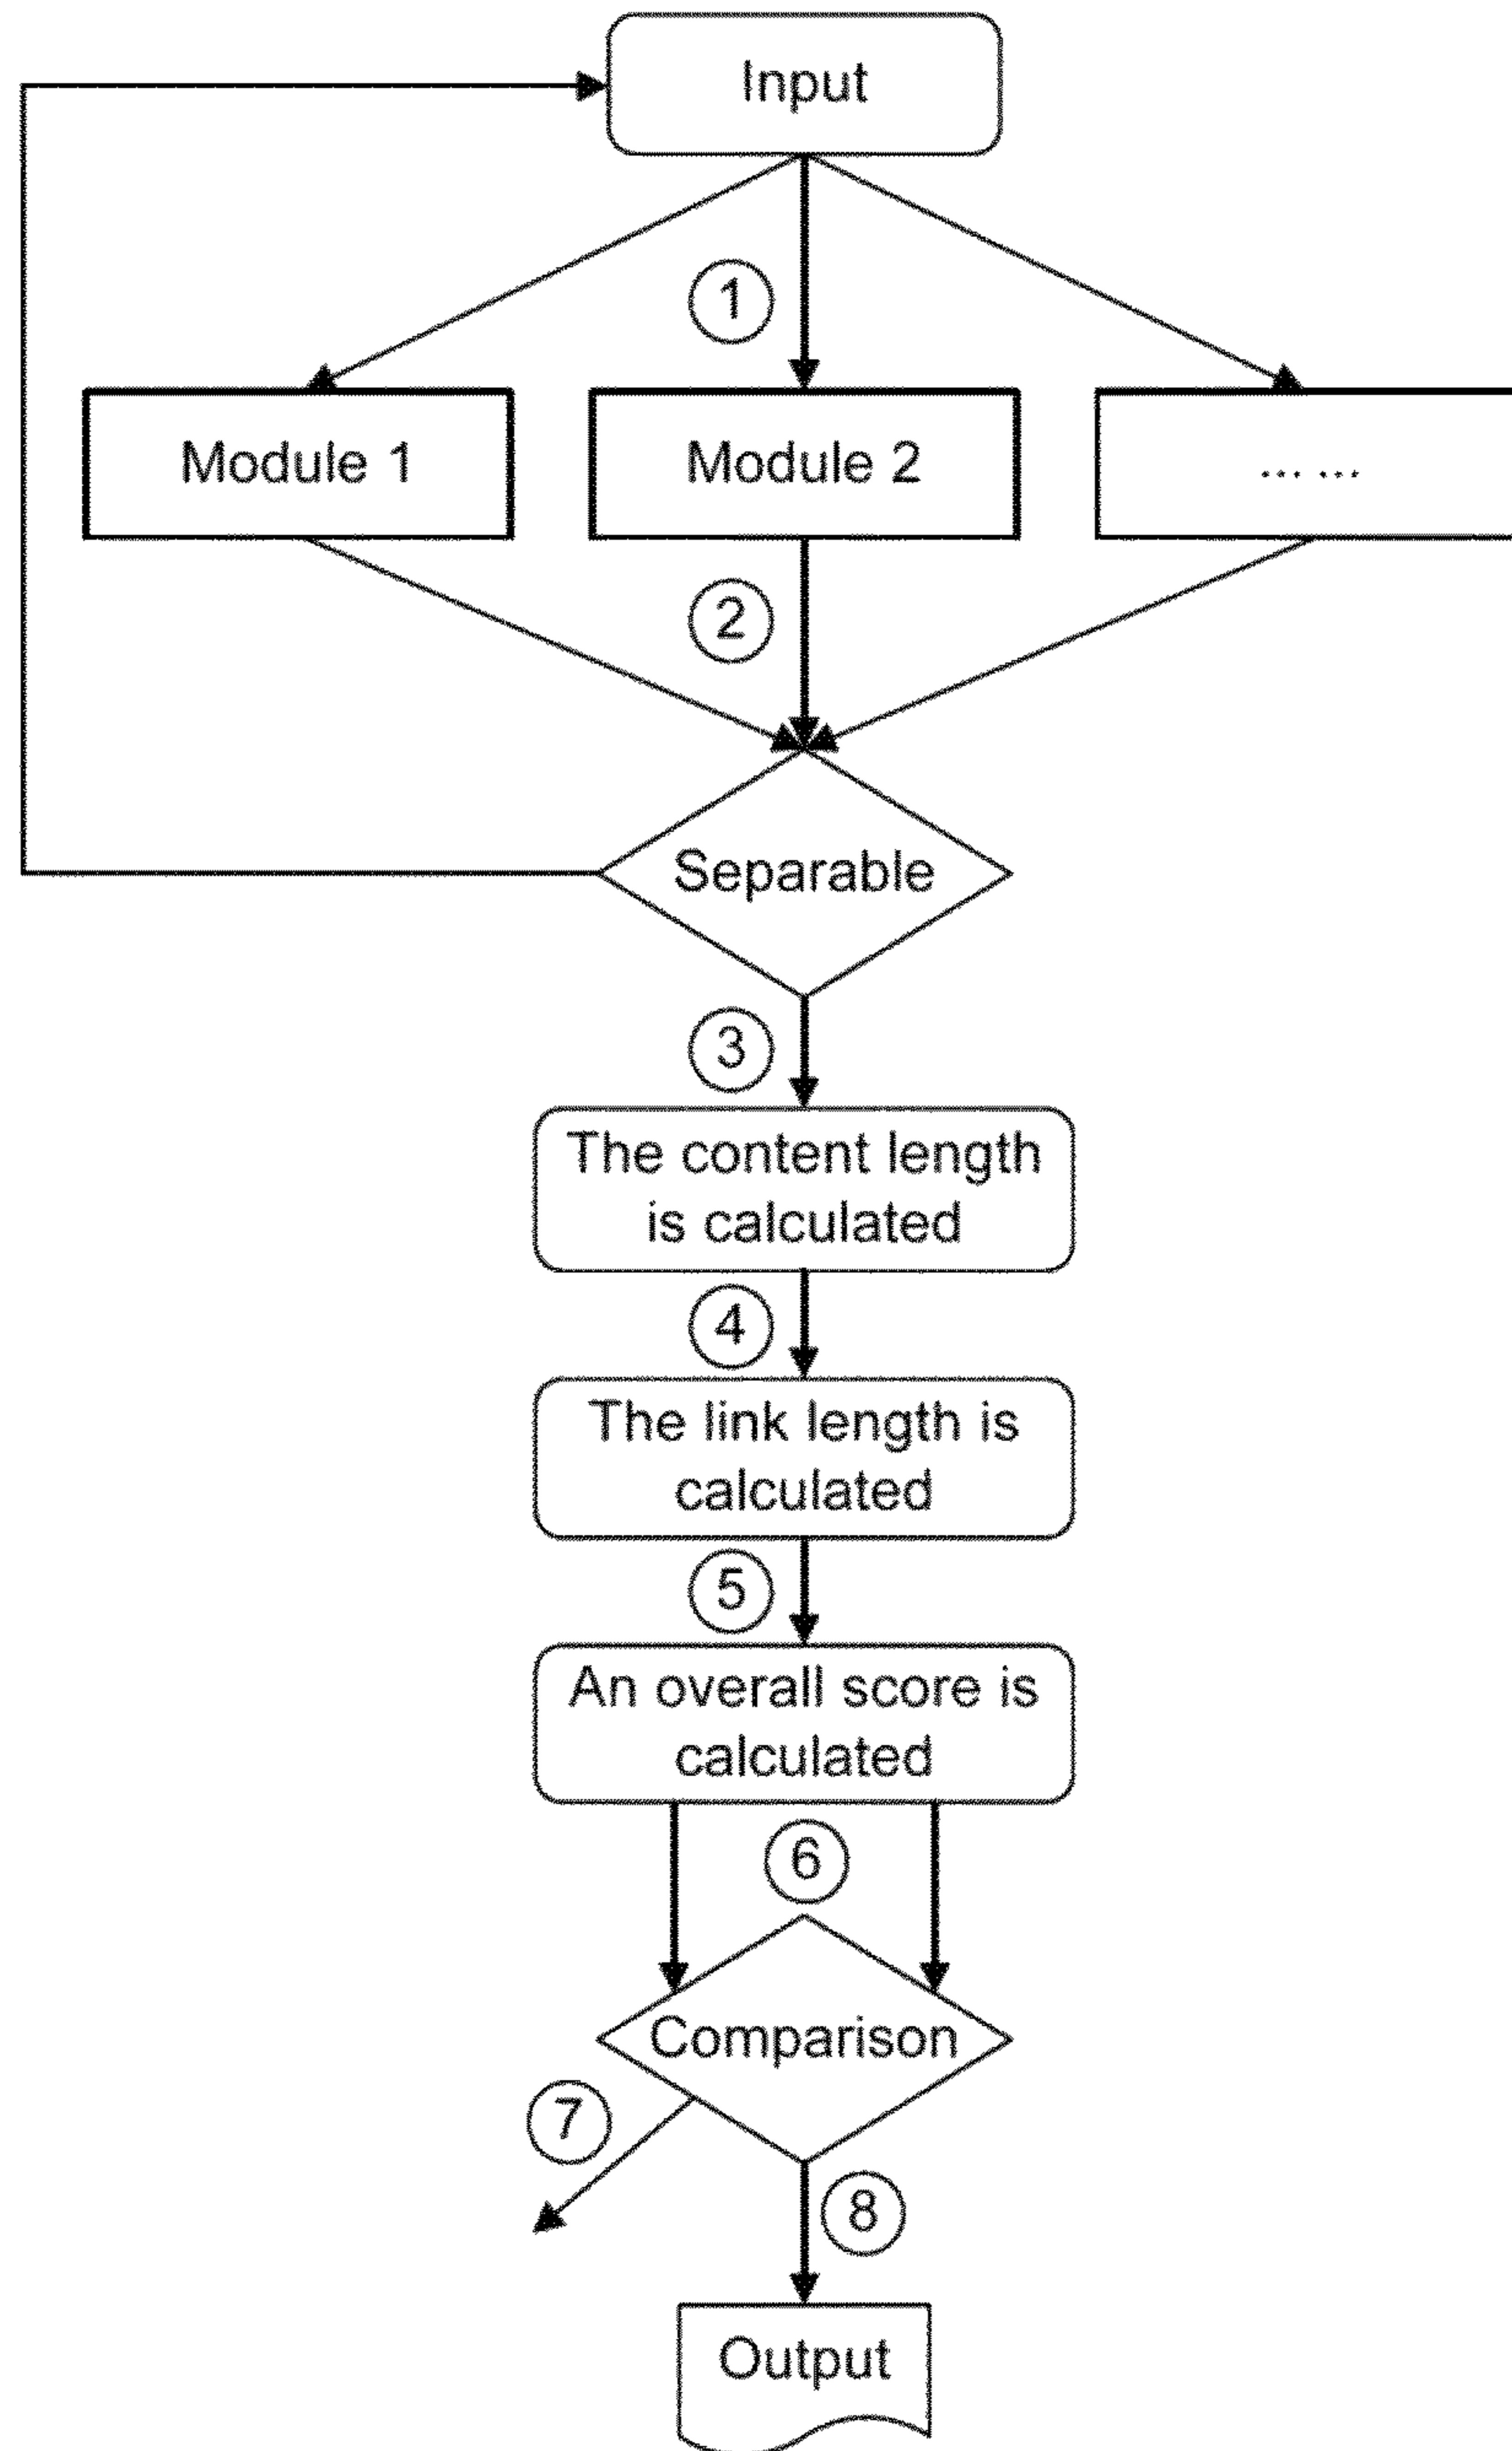 Input
1
Module 1
Module 2
... ...
2
Separable
3
The content length
is calculated
4
The link length is
calculated
5
An overall score is
calculated
6
Comparison
7
8
Output